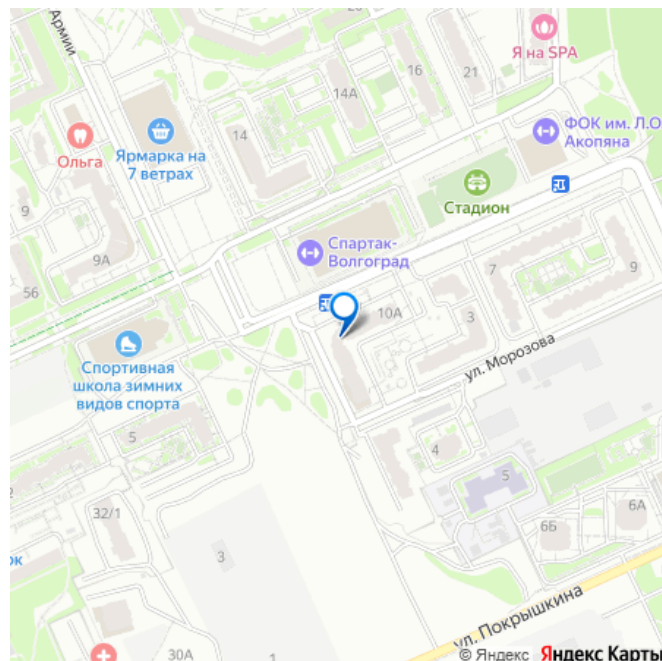 Армии
Я на SPA
14А
16
21
Ольга
Ярмарка на
7 ветрах
14
ФОК им. Л.О
Акопяна
Стадион
9
9А
Спартак-
Волгоград
7
9
56
10А
3
Спортивная
школа зимних
видов спорта
ул. Морозова
5
4
5
32/1
6А
6Б
ок
3
ул. Покрышкина
30А
1
© Яндекс Яндекс Карты